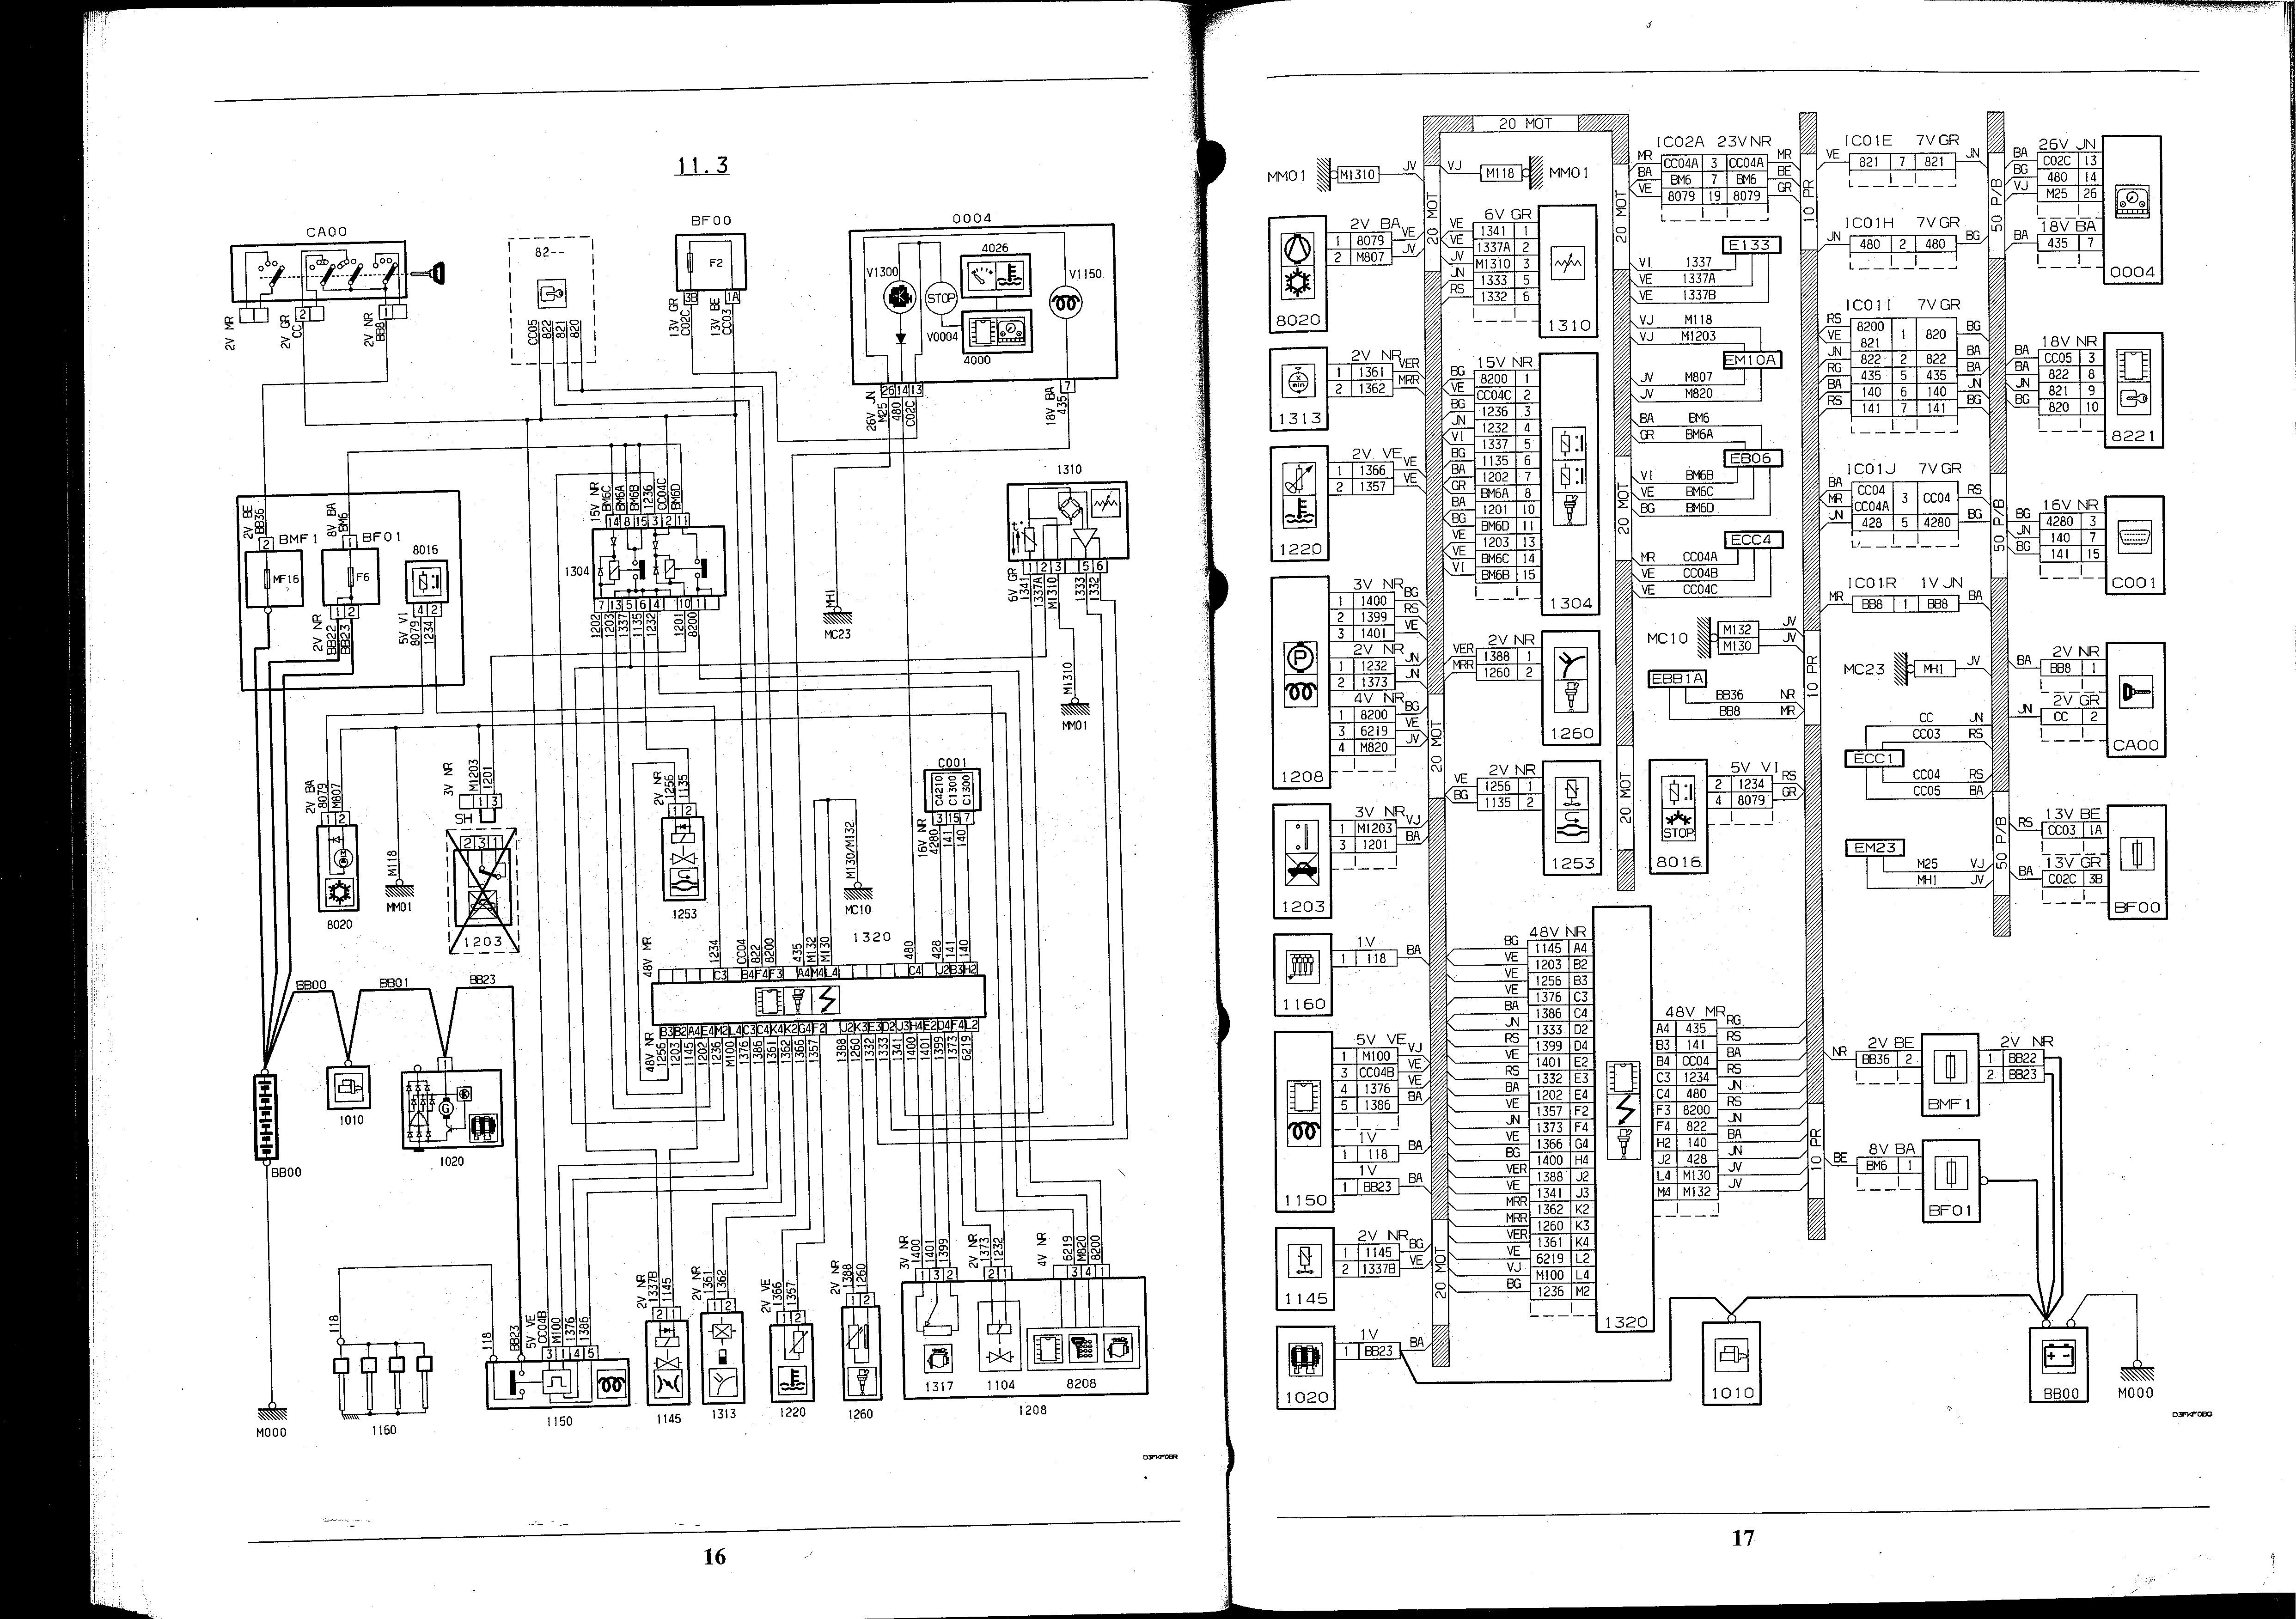 11.3
CA00
2V MR
2V GR
CC
2V NR
BB8
82--
CC05
822
821
820
BF00
F2
3B
1A
13V GR
C02C
13V BE
CC03
0004
V1300
STOP
4026
V0004
4000
V1150
26 14 13
26V JN
M25
480
C02C
7
18V BA
435
2V BE
BB36
2
BMF1
MF16
8V BA
BM6
1
BF01
F6
1 2
2V NR
BB22
BB23
8016
4 2
5V VI
8079
1234
15V NR
BM6C
BM6A
BM6B
1236
CC04C
BM6D
14 8 15 3 2 11
1304
7 13 5 6 4 10 1
1202
1203
1337
1135
1232
1201
8200
MH1
MC23
1310
6V GR
1 2 3 5 6
1341
1337A
M1310
1333
1332
M1310
MM01
2V BA
8079
M807
1 2
8020
M118
MM01
3V NR
M1203
1201
1 3
SH
2 3 1
1203
2V NR
1256
1135
1 2
1253
M130/M132
MC10
C001
C4210
C1300
C1300
3 15 7
16V NR
4280
141
140
1320
48V MR
1234
CC04
822
8200
435
M132
M130
480
428
141
140
C3 B4 F4 F3 A4 M4 L4 C4 J2 B3 H2
B3 B2 A4 E4 M2 L4 C3 C4 K4 K2 G4 F2 J2 K3 E3 D2 J3 H4 E2 D4 F4 L2
48V NR
1256
1203
1145
1202
1236
M100
1376
1386
1361
1362
1366
1357
1388
1260
1332
1333
1341
1400
1401
1399
1373
6219
BB00
BB01
BB23
1010
1
1020
BB00
M000
118
1160
118
BB23
5V VE
CC04B
M100
1376
1386
3 1 4 5
1150
2V NR
1337B
1145
2 1
1145
2V NR
1361
1362
1 2
1313
2V VE
1366
1357
1 2
1220
2V NR
1388
1260
1 2
1260
3V NR
1400
1401
1399
1 3 2
1317
2V NR
1373
1232
2 1
1104
4V NR
6219
M820
8200
3 4 1
8208
1208
D3FKF0BR
16
MM01
M1310
JV
20 MOT
VJ
M118
MM01
8020
2V BA
1 8079 VE
2 M807 JV
1313
2V NR
1 1361 VER
2 1362 MRR
1220
2V VE
1 1366 VE
2 1357 VE
1208
3V NR
1 1400 BG
2 1399 RS
3 1401 VE
2V NR
1 1232 JN
2 1373 JN
4V NR
1 8200 BG
3 6219 VE
4 M820 JV
1203
3V NR
1 M1203 VJ
3 1201 BA
1160
1V
1 118 BA
1150
5V VE
1 M100 VJ
3 CC04B VE
4 1376 VE
5 1386 BA
1V
1 118 BA
1V
1 BB23 BA
1145
2V NR
1 1145 BG
2 1337B VE
1020
1V
1 BB23 BA
20 MOT
20 MOT
20 MOT
6V GR
VE 1341 1
VE 1337A 2
JV M1310 3
JN 1333 5
RS 1332 6
1310
15V NR
BG 8200 1
VE CC04C 2
BG 1236 3
JN 1232 4
VI 1337 5
BG 1135 6
BA 1202 7
GR BM6A 8
BA 1201 10
BG BM6D 11
VE 1203 13
VE BM6C 14
VI BM6B 15
1304
2V NR
VER 1388 1
MRR 1260 2
1260
2V NR
VE 1256 1
BG 1135 2
1253
48V NR
BG 1145 A4
VE 1203 B2
VE 1256 B3
VE 1376 C3
BA 1386 C4
JN 1333 D2
RS 1399 D4
VE 1401 E2
RS 1332 E3
BA 1202 E4
VE 1357 F2
JN 1373 F4
VE 1366 G4
BG 1400 H4
VER 1388 J2
VE 1341 J3
MRR 1362 K2
MRR 1260 K3
VER 1361 K4
VE 6219 L2
VJ M100 L4
BG 1236 M2
1320
48V MR
A4 435 RG
B3 141 RS
B4 CC04 BA
C3 1234 RS
C4 480 JN
F3 8200 RS
F4 822 JN
H2 140 BA
J2 428 JN
L4 M130 JV
M4 M132 JV
20 MOT
20 MOT
20 MOT
IC02A 23V NR
MR CC04A 3 CC04A MR
BA BM6 7 BM6 BE
VE 8079 19 8079 GR
E133
VI 1337
VE 1337A
VE 1337B
VJ M118
VJ M1203
EM10A
JV M807
JV M820
BA BM6
GR BM6A
EB06
VI BM6B
VE BM6C
BG BM6D
ECC4
MR CC04A
VE CC04B
VE CC04C
MC10
M132 JV
M130 JV
EBB1A
BB36 NR
BB8 MR
8016
STOP
5V VI
2 1234 RS
4 8079 GR
10 PR
10 PR
10 PR
IC01E 7V GR
VE 821 7 821 JN
IC01H 7V GR
JN 480 2 480 BG
IC01I 7V GR
RS 8200 1 820 BG
VE 821
JN 822 2 822 BA
RG 435 5 435 BA
BA 140 6 140 JN
RS 141 7 141 BG
IC01J 7V GR
BA CC04 3 CC04 RS
MR CC04A
JN 428 5 4280 BG
IC01R 1V JN
MR BB8 1 BB8 BA
MC23
MH1 JV
CC JN
CC03 RS
ECC1
CC04 RS
CC05 BA
EM23
M25 VJ
MH1 JV
50 P/B
50 P/B
50 P/B
26V JN
BA C02C 13
BG 480 14
VJ M25 26
18V BA
BA 435 7
0004
18V NR
BA CC05 3
BA 822 8
JN 821 9
BG 820 10
8221
16V NR
BG 4280 3
JN 140 7
BG 141 15
C001
2V NR
BA BB8 1
2V GR
JN CC 2
CA00
13V BE
RS CC03 1A
13V GR
BA C02C 3B
BF00
2V BE
NR BB36 2
BMF1
2V NR
1 BB22
2 BB23
8V BA
BE BM6 1
BF01
1010
BB00
M000
D3FKF0BG
17